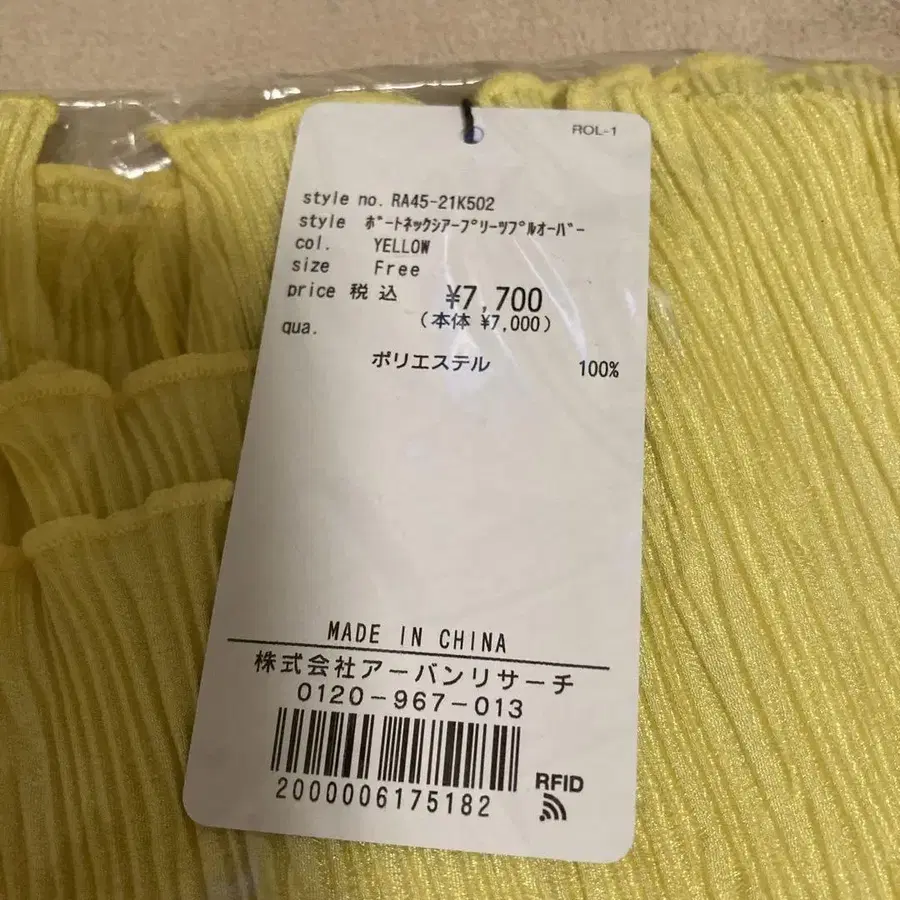 ROL-1
style no. RA45-21K502
style ボートネックシアープリーツプルオーバー
col. YELLOW
size Free
price 税込 ¥7,700
(本体 ¥7,000)
qua.
ポリエステル 100%
MADE IN CHINA
株式会社アーバンリサーチ
0120-967-013
2000006175182
RFID